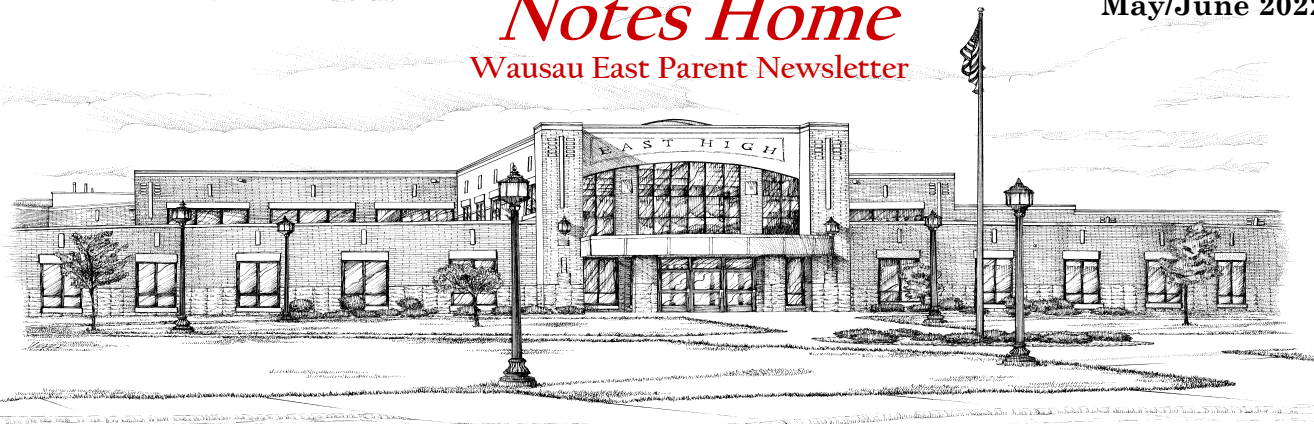 Notes Home
May/June 2022
Wausau East Parent Newsletter
EAST HIGH